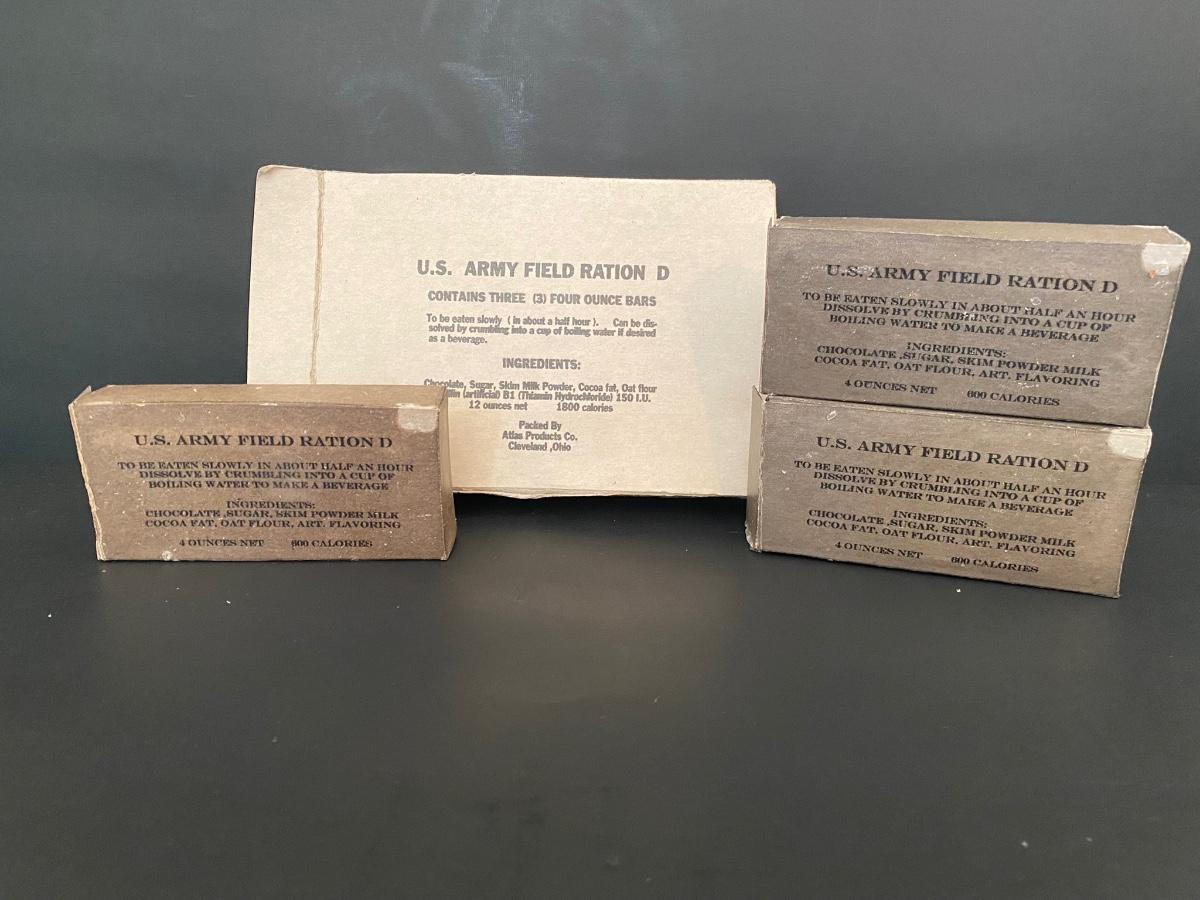 U.S. ARMY FIELD RATION D
CONTAINS THREE (3) FOUR OUNCE BARS
To be eaten slowly ( in about a half hour ). Can be dis-
solved by crumbling into a cup of boiling water if desired
as a beverage.
INGREDIENTS:
Chocolate, Sugar, Skim Milk Powder, Cocoa fat, Oat flour
(artificial) B1 (Thiamin Hydrochloride) 150 I.U.
12 ounces net 1800 calories
Packed By
Atlas Products Co.
Cleveland ,Ohio
U.S. ARMY FIELD RATION D
TO BE EATEN SLOWLY IN ABOUT HALF AN HOUR
DISSOLVE BY CRUMBLING INTO A CUP OF
BOILING WATER TO MAKE A BEVERAGE
INGREDIENTS:
CHOCOLATE ,SUGAR, SKIM POWDER MILK
COCOA FAT, OAT FLOUR, ART. FLAVORING
4 OUNCES NET 600 CALORIES
U.S. ARMY FIELD RATION D
TO BE EATEN SLOWLY IN ABOUT HALF AN HOUR
DISSOLVE BY CRUMBLING INTO A CUP OF
BOILING WATER TO MAKE A BEVERAGE
INGREDIENTS:
CHOCOLATE ,SUGAR, SKIM POWDER MILK
COCOA FAT, OAT FLOUR, ART. FLAVORING
4 OUNCES NET 600 CALORIES
U.S. ARMY FIELD RATION D
TO BE EATEN SLOWLY IN ABOUT HALF AN HOUR
DISSOLVE BY CRUMBLING INTO A CUP OF
BOILING WATER TO MAKE A BEVERAGE
INGREDIENTS:
CHOCOLATE ,SUGAR, SKIM POWDER MILK
COCOA FAT, OAT FLOUR, ART. FLAVORING
4 OUNCES NET 600 CALORIES